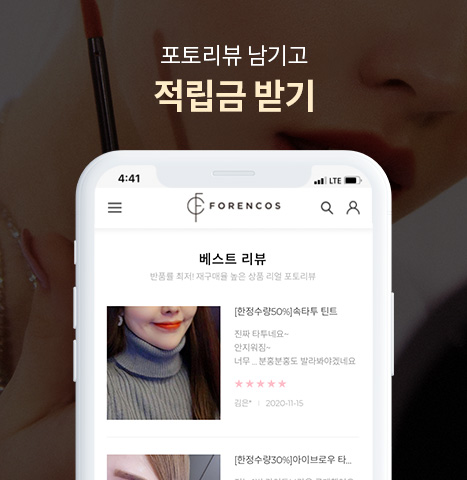 포토리뷰 남기고
적립금 받기
4:41
LTE
FORENCOS
베스트 리뷰
반품률 최저! 재구매율 높은 상품 리얼 포토리뷰
[한정수량50%]속타투 틴트
진짜 타투네요~
안지워짐~
너무 ... 분홍분홍도 발라봐야겠네요
★★★★★
김은* | 2020-11-15
[한정수량30%]아이브로우 타...